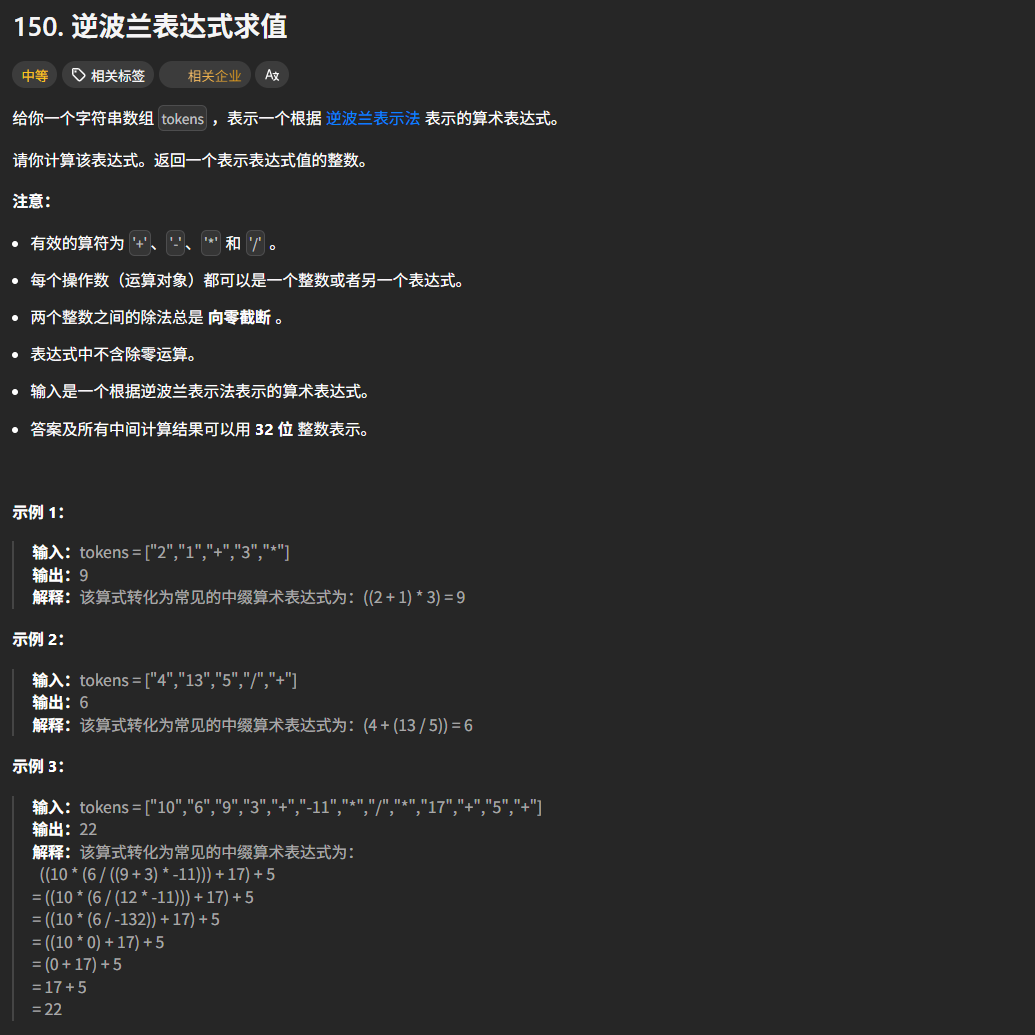 150. 逆波兰表达式求值
中等 相关标签 相关企业 Ax
给你一个字符串数组 tokens ，表示一个根据 逆波兰表示法 表示的算术表达式。
请你计算该表达式。返回一个表示表达式值的整数。
注意：
• 有效的算符为 '+'、'-'、'*' 和 '/' 。
• 每个操作数（运算对象）都可以是一个整数或者另一个表达式。
• 两个整数之间的除法总是 向零截断 。
• 表达式中不含除零运算。
• 输入是一个根据逆波兰表示法表示的算术表达式。
• 答案及所有中间计算结果可以用 32 位 整数表示。
示例 1：
输入：tokens = ["2","1","+","3","*"]
输出：9
解释：该算式转化为常见的中缀算术表达式为：((2 + 1) * 3) = 9
示例 2：
输入：tokens = ["4","13","5","/","+"]
输出：6
解释：该算式转化为常见的中缀算术表达式为：(4 + (13 / 5)) = 6
示例 3：
输入：tokens = ["10","6","9","3","+","-11","*","/","*","17","+","5","+"]
输出：22
解释：该算式转化为常见的中缀算术表达式为：
((10 * (6 / ((9 + 3) * -11))) + 17) + 5
= ((10 * (6 / (12 * -11))) + 17) + 5
= ((10 * (6 / -132)) + 17) + 5
= ((10 * 0) + 17) + 5
= (0 + 17) + 5
= 17 + 5
= 22